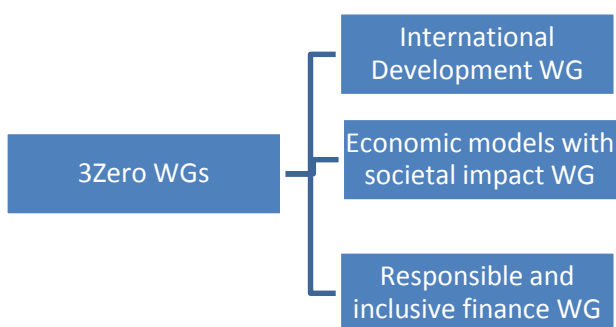 3Zero WGs
International
Development WG
Economic models with
societal impact WG
Responsible and
inclusive finance WG